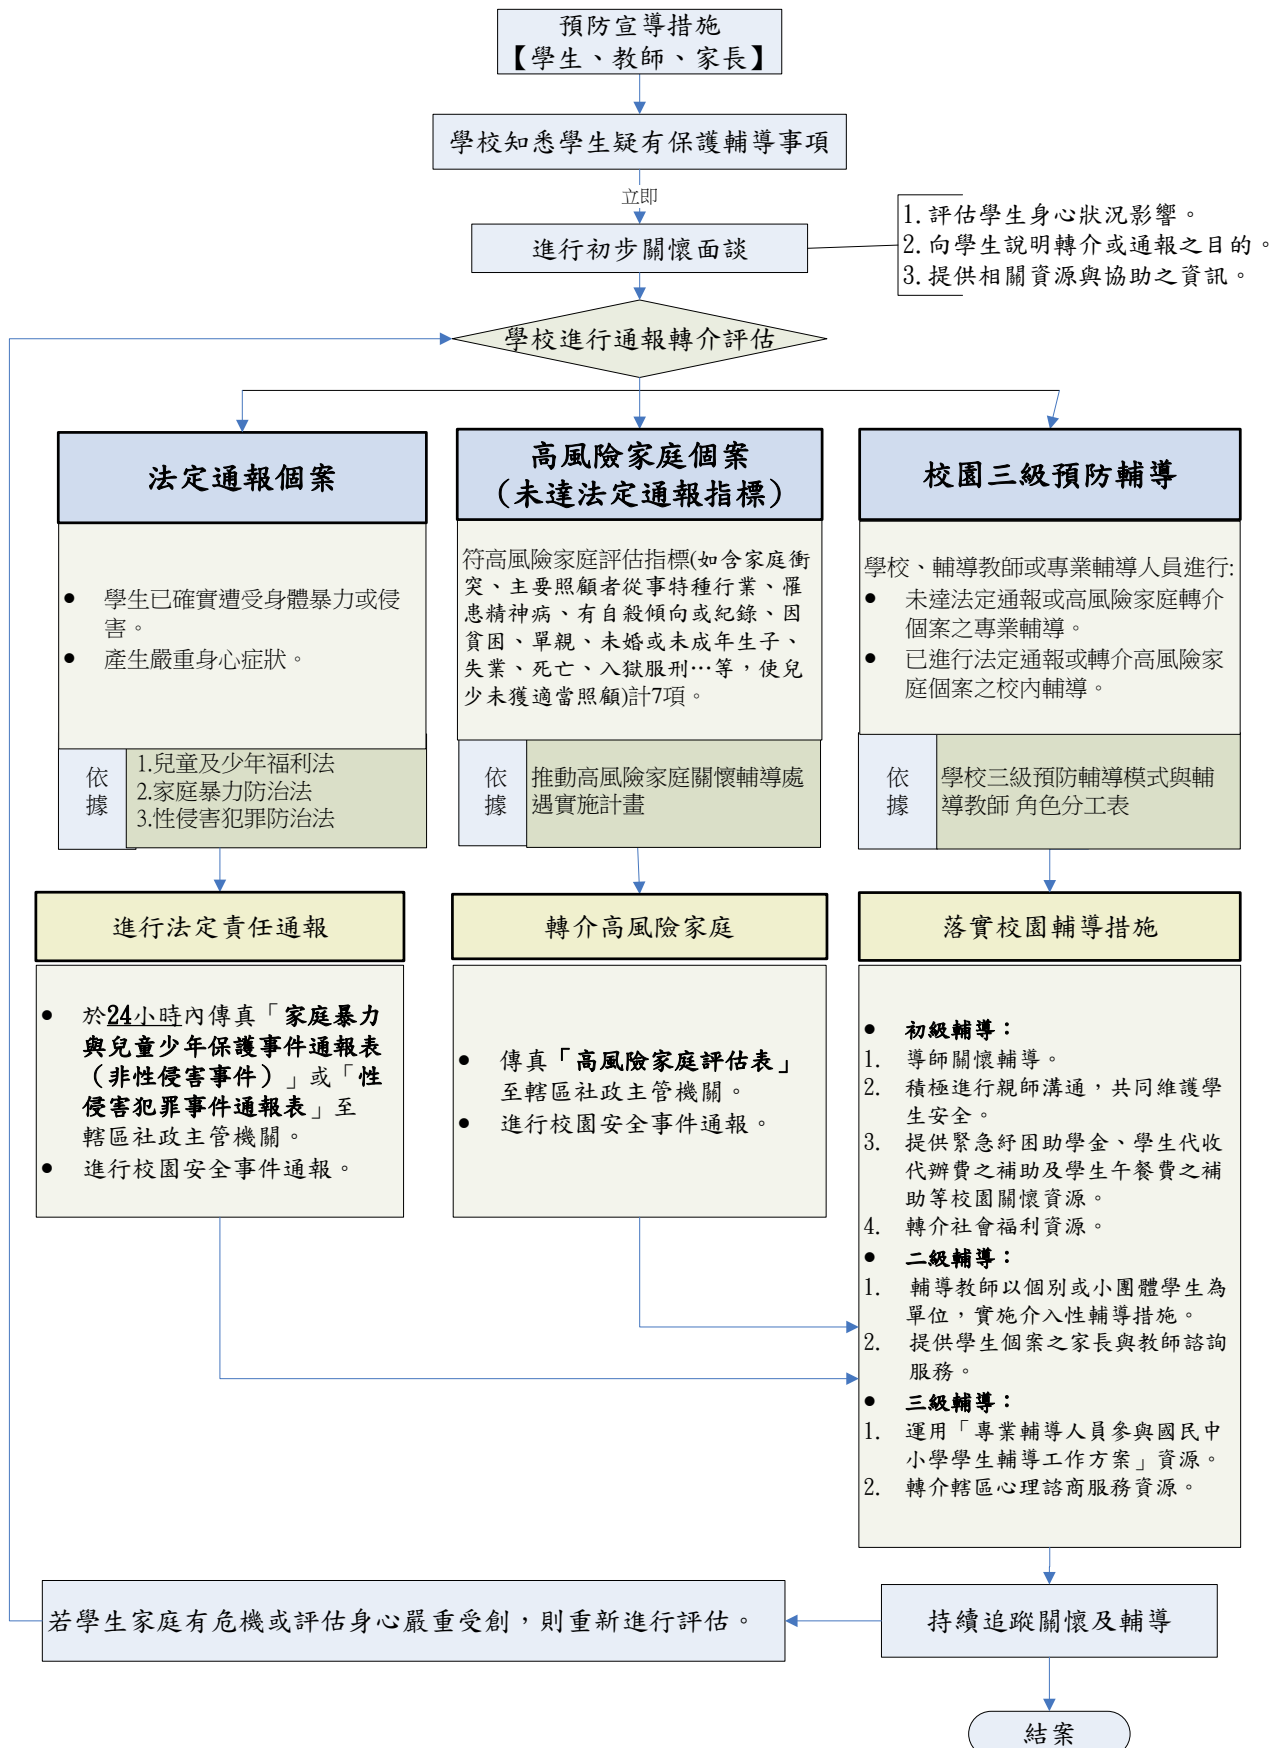 預防宣導措施
【學生、教師、家長】
學校知悉學生疑有保護輔導事項
立即
進行初步關懷面談
1.評估學生身心狀況影響。
2.向學生說明轉介或通報之目的。
3.提供相關資源與協助之資訊。
學校進行通報轉介評估
法定通報個案
● 學生已確實遭受身體暴力或侵
害。
● 產生嚴重身心症狀。
依
據
1.兒童及少年福利法
2.家庭暴力防治法
3.性侵害犯罪防治法
進行法定責任通報
● 於24小時內傳真「家庭暴力
與兒童少年保護事件通報表
（非性侵害事件）」或「性
侵害犯罪事件通報表」至
轄區社政主管機關。
● 進行校園安全事件通報。
高風險家庭個案
（未達法定通報指標）
符高風險家庭評估指標(如含家庭衝
突、主要照顧者從事特種行業、罹
患精神病、有自殺傾向或紀錄、因
貧困、單親、未婚或未成年生子、
失業、死亡、入獄服刑…等，使兒
少未獲適當照顧)計7項。
依
據
推動高風險家庭關懷輔導處
遇實施計畫
轉介高風險家庭
● 傳真「高風險家庭評估表」
至轄區社政主管機關。
● 進行校園安全事件通報。
校園三級預防輔導
學校、輔導教師或專業輔導人員進行:
● 未達法定通報或高風險家庭轉介
個案之專業輔導。
● 已進行法定通報或轉介高風險家
庭個案之校內輔導。
依
據
學校三級預防輔導模式與輔
導教師 角色分工表
落實校園輔導措施
● 初級輔導：
1. 導師關懷輔導。
2. 積極進行親師溝通，共同維護學
生安全。
3. 提供緊急紓困助學金、學生代收
代辦費之補助及學生午餐費之補
助等校園關懷資源。
4. 轉介社會福利資源。
● 二級輔導：
1. 輔導教師以個別或小團體學生為
單位，實施介入性輔導措施。
2. 提供學生個案之家長與教師諮詢
服務。
● 三級輔導：
1. 運用「專業輔導人員參與國民中
小學學生輔導工作方案」資源。
2. 轉介轄區心理諮商服務資源。
若學生家庭有危機或評估身心嚴重受創，則重新進行評估。
持續追蹤關懷及輔導
結案